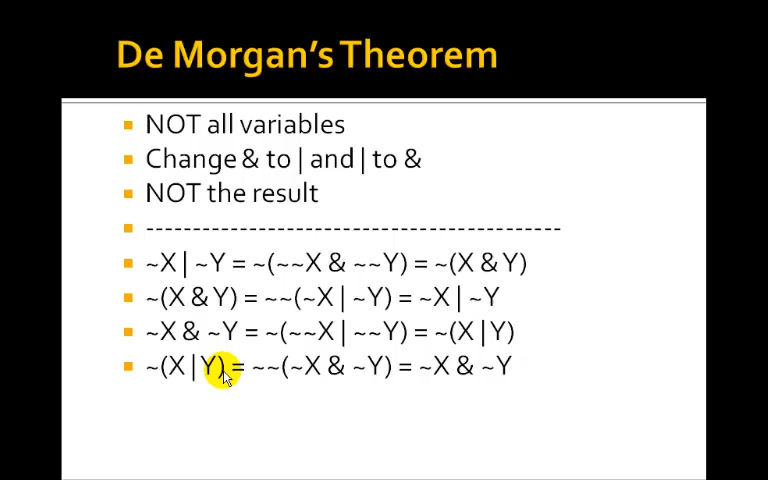 De Morgan's Theorem
NOT all variables
Change & to | and | to &
NOT the result
---------------------------------------------
~X | ~Y = ~(~~X & ~~Y) = ~(X & Y)
~(X & Y) = ~~(~X | ~Y) = ~X | ~Y
~X & ~Y = ~(~~X | ~~Y) = ~(X | Y)
~(X | Y) = ~~(~X & ~Y) = ~X & ~Y